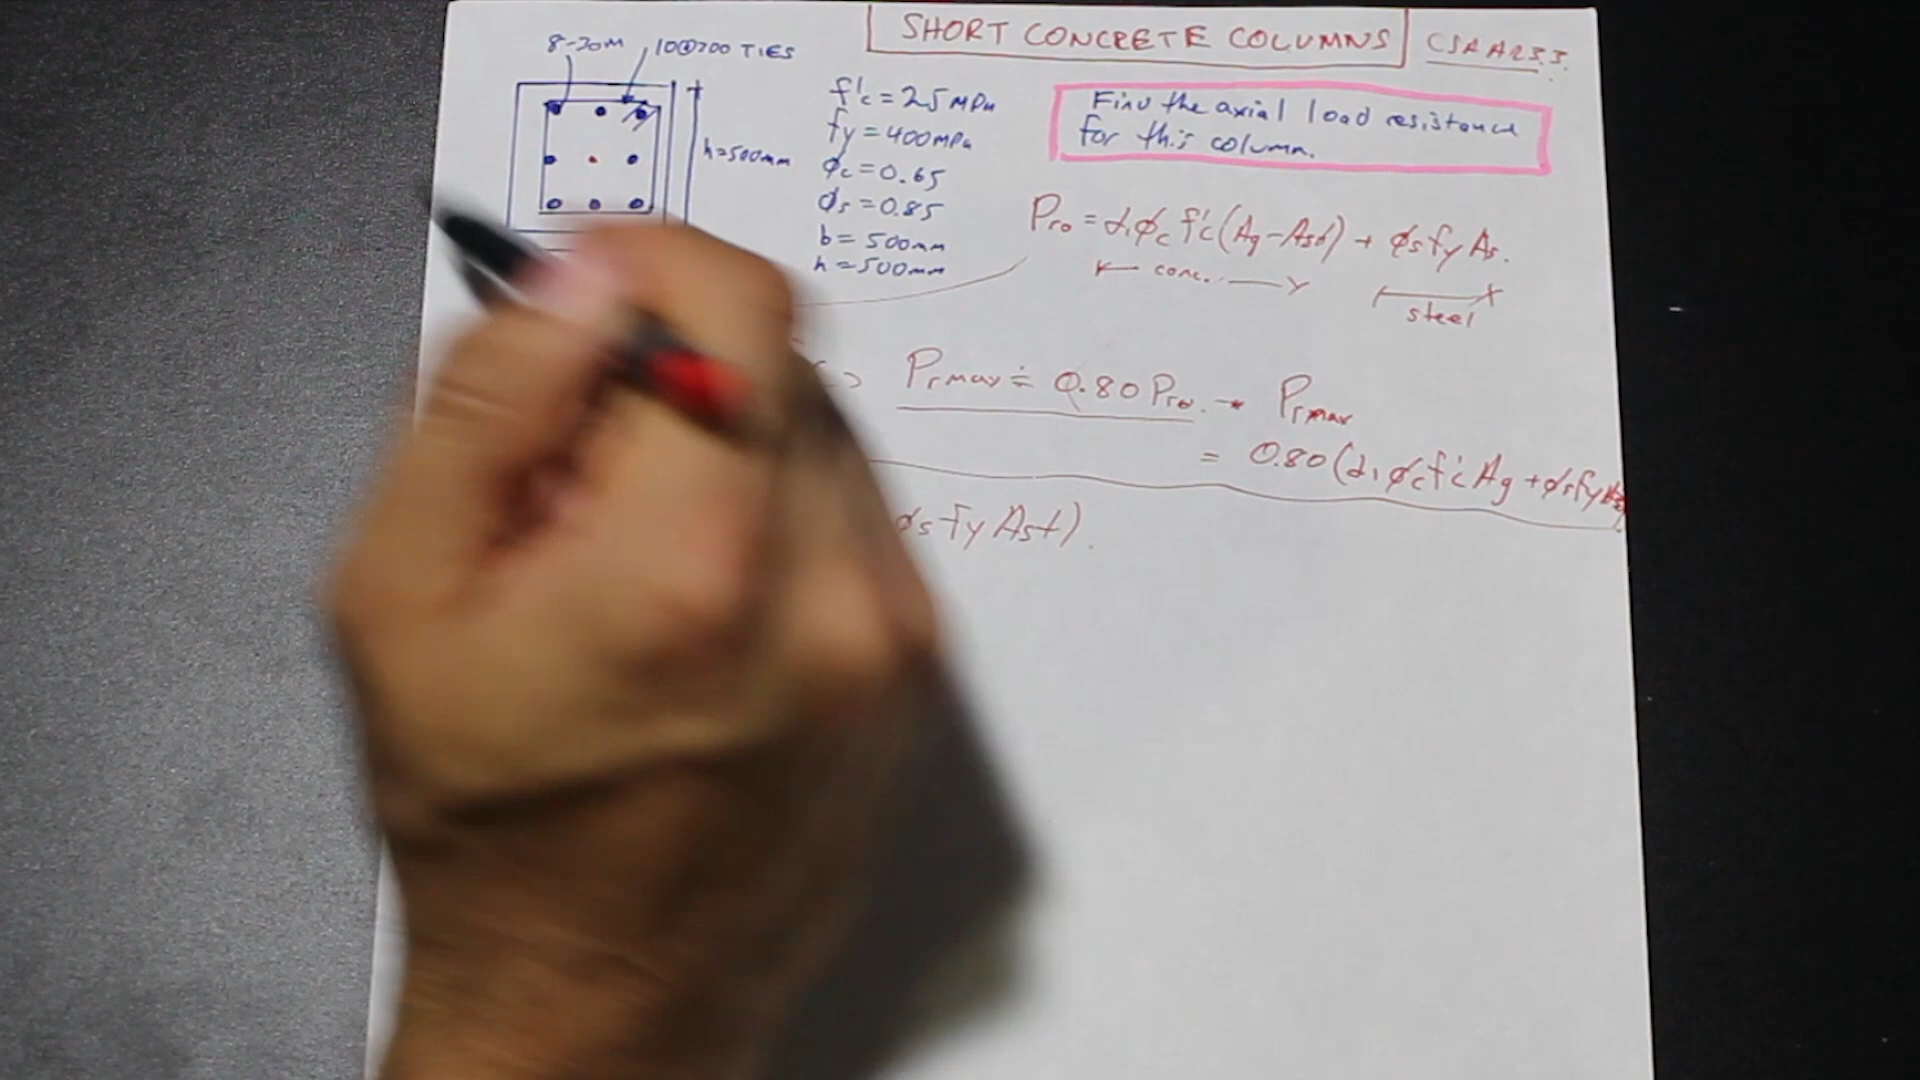 SHORT CONCRETE COLUMNS CSA A23.3.
8-30M 10@300 TIES
h=500mm
f'c = 25 MPa
fy = 400 MPa
ϕc = 0.65
ϕs = 0.85
b = 500mm
h = 500mm
Find the axial load resistance
for this column.
Pro = α1ϕc f'c (Ag - Ast) + ϕs fy As.
conc.
steel
Prmax ≐ 0.80 Pro. → Prmax
= 0.80 (α1ϕc f'c Ag + ϕs fy
ϕs fy Ast).